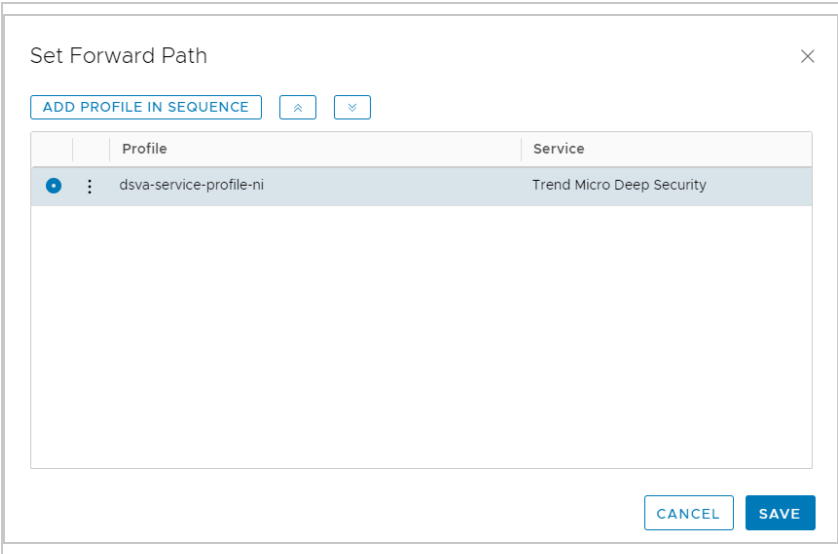 Set Forward Path
ADD PROFILE IN SEQUENCE
Profile Service
dsva-service-profile-ni Trend Micro Deep Security
CANCEL SAVE